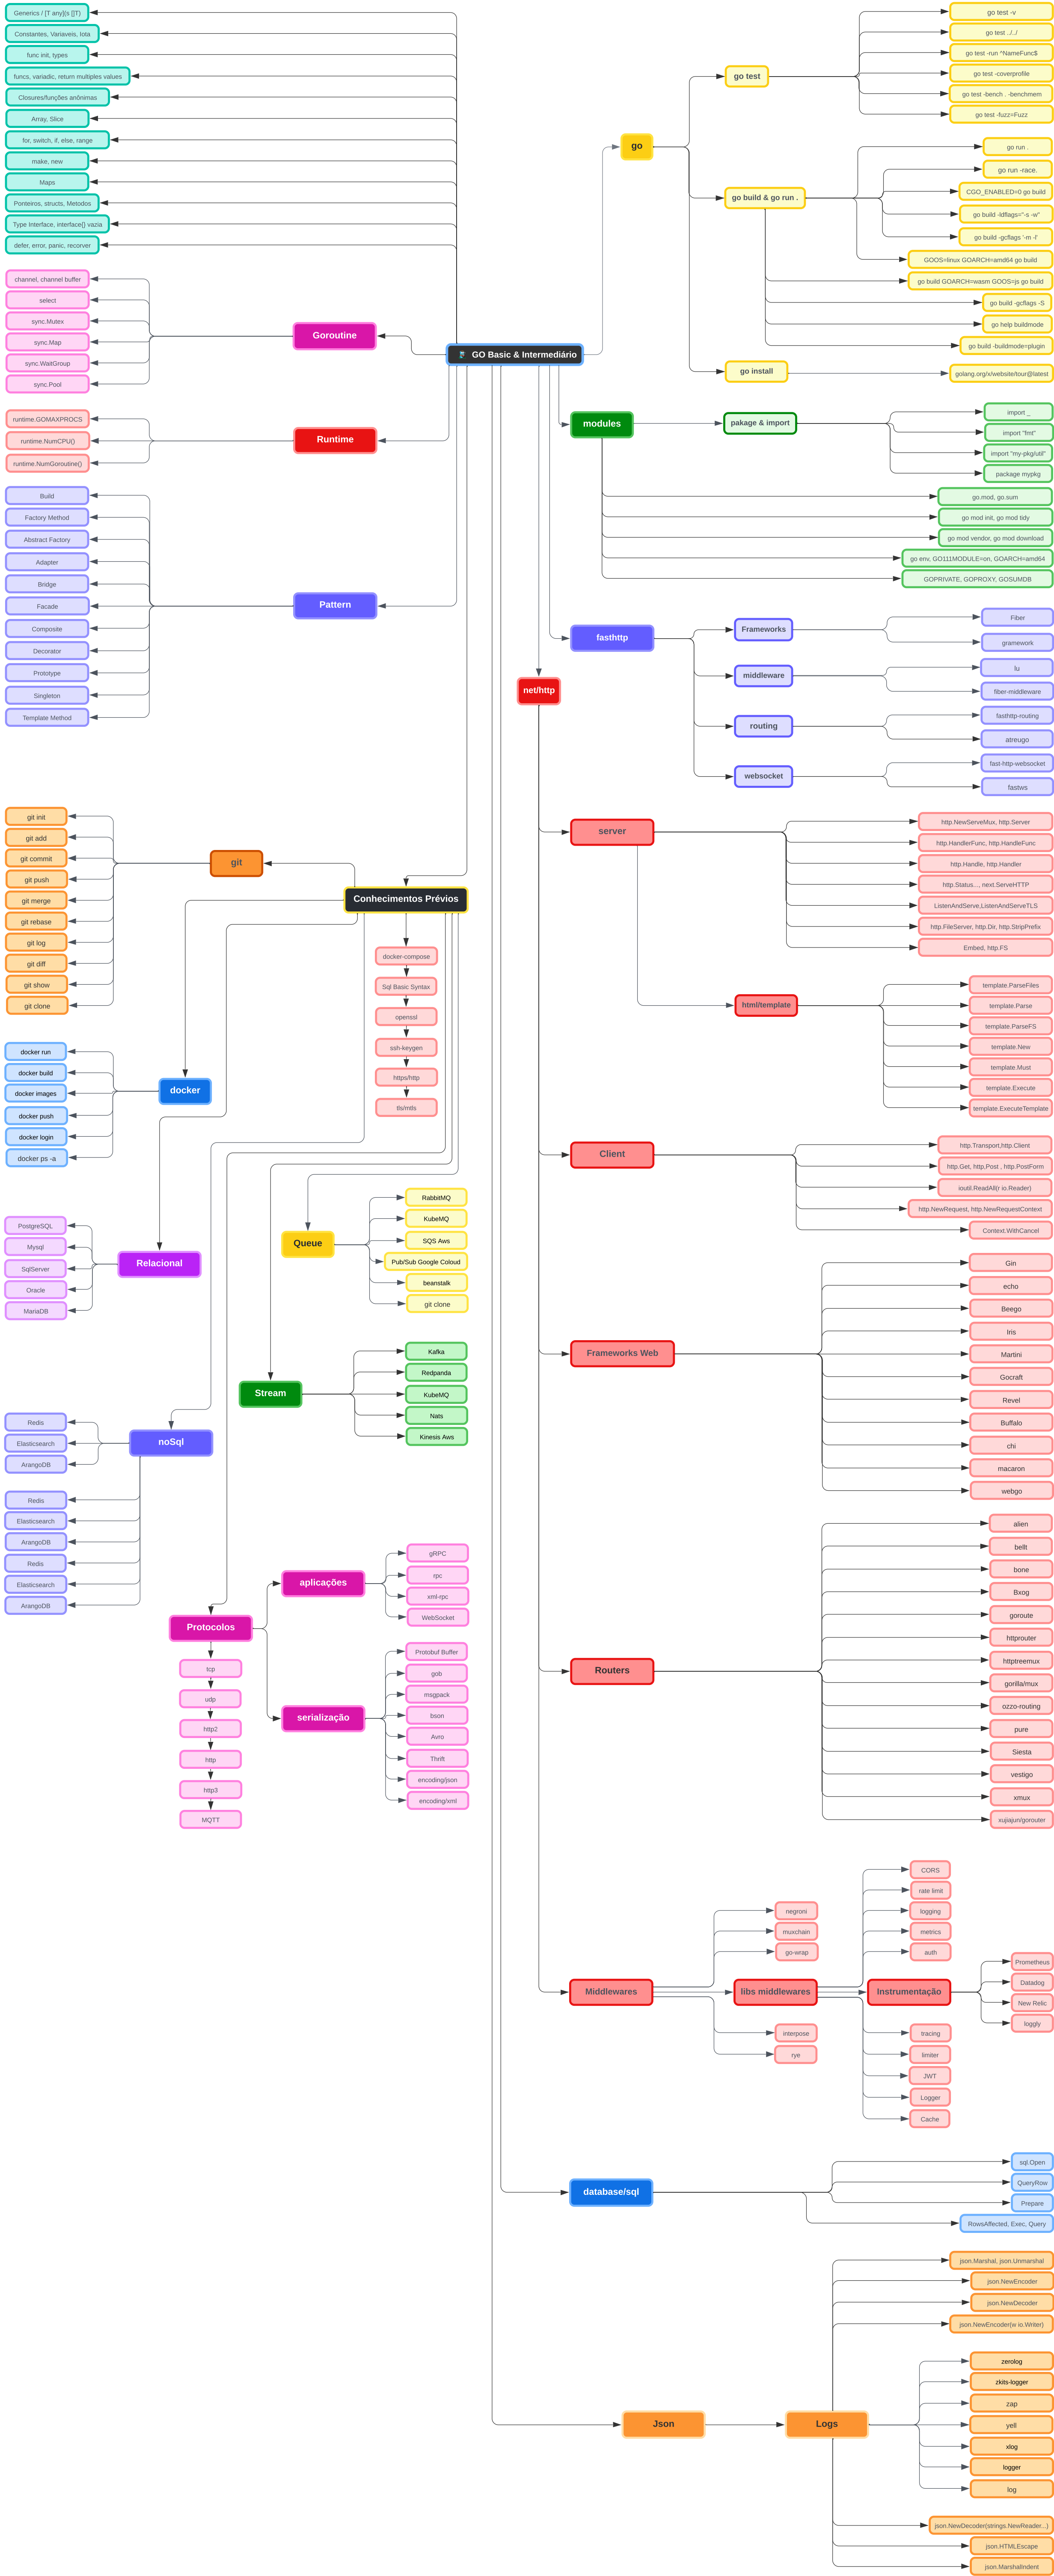 Generics / [T any](s []T)
Constantes, Variaveis, Iota
func init, types
funcs, variadic, return multiples values
Closures/funções anônimas
Array, Slice
for, switch, if, else, range
make, new
Maps
Ponteiros, structs, Metodos
Type Interface, interface{} vazia
defer, error, panic, recorver
channel, channel buffer
select
sync.Mutex
sync.Map
sync.WaitGroup
sync.Pool
Goroutine
GO Basic & Intermediário
runtime.GOMAXPROCS
runtime.NumCPU()
runtime.NumGoroutine()
Runtime
Build
Factory Method
Abstract Factory
Adapter
Bridge
Facade
Composite
Decorator
Prototype
Singleton
Template Method
Pattern
go
go test
go test -v
go test ../../
go test -run ^NameFunc$
go test -coverprofile
go test -bench . -benchmem
go test -fuzz=Fuzz
go build & go run .
go run .
go run -race.
CGO_ENABLED=0 go build
go build -ldflags="-s -w"
go build -gcflags '-m -l'
GOOS=linux GOARCH=amd64 go build
go build GOARCH=wasm GOOS=js go build
go build -gcflags -S
go help buildmode
go build -buildmode=plugin
go install
golang.org/x/website/tour@latest
modules
pakage & import
import _
import "fmt"
import "my-pkg/util"
package mypkg
go.mod, go.sum
go mod init, go mod tidy
go mod vendor, go mod download
go env, GO111MODULE=on, GOARCH=amd64
GOPRIVATE, GOPROXY, GOSUMDB
fasthttp
Frameworks
Fiber
gramework
middleware
lu
fiber-middleware
routing
fasthttp-routing
atreugo
websocket
fast-http-websocket
fastws
net/http
git init
git add
git commit
git push
git merge
git rebase
git log
git diff
git show
git clone
git
Conhecimentos Prévios
docker-compose
Sql Basic Syntax
openssl
ssh-keygen
https/http
tls/mtls
docker run
docker build
docker images
docker push
docker login
docker ps -a
docker
PostgreSQL
Mysql
SqlServer
Oracle
MariaDB
Relacional
Queue
RabbitMQ
KubeMQ
SQS Aws
Pub/Sub Google Coloud
beanstalk
git clone
Stream
Kafka
Redpanda
KubeMQ
Nats
Kinesis Aws
Redis
Elasticsearch
ArangoDB
noSql
Redis
Elasticsearch
ArangoDB
Redis
Elasticsearch
ArangoDB
Protocolos
tcp
udp
http2
http
http3
MQTT
aplicações
gRPC
rpc
xml-rpc
WebSocket
serialização
Protobuf Buffer
gob
msgpack
bson
Avro
Thrift
encoding/json
encoding/xml
server
http.NewServeMux, http.Server
http.HandlerFunc, http.HandleFunc
http.Handle, http.Handler
http.Status..., next.ServeHTTP
ListenAndServe,ListenAndServeTLS
http.FileServer, http.Dir, http.StripPrefix
Embed, http.FS
html/template
template.ParseFiles
template.Parse
template.ParseFS
template.New
template.Must
template.Execute
template.ExecuteTemplate
Client
http.Transport,http.Client
http.Get, http,Post , http.PostForm
ioutil.ReadAll(r io.Reader)
http.NewRequest, http.NewRequestContext
Context.WithCancel
Frameworks Web
Gin
echo
Beego
Iris
Martini
Gocraft
Revel
Buffalo
chi
macaron
webgo
Routers
alien
bellt
bone
Bxog
goroute
httprouter
httptreemux
gorilla/mux
ozzo-routing
pure
Siesta
vestigo
xmux
xujiajun/gorouter
Middlewares
negroni
muxchain
go-wrap
interpose
rye
libs middlewares
CORS
rate limit
logging
metrics
auth
Instrumentação
tracing
limiter
JWT
Logger
Cache
Prometheus
Datadog
New Relic
loggly
database/sql
sql.Open
QueryRow
Prepare
RowsAffected, Exec, Query
Json
Logs
json.Marshal, json.Unmarshal
json.NewEncoder
json.NewDecoder
json.NewEncoder(w io.Writer)
zerolog
zkits-logger
zap
yell
xlog
logger
log
json.NewDecoder(strings.NewReader...)
json.HTMLEscape
json.MarshalIndent